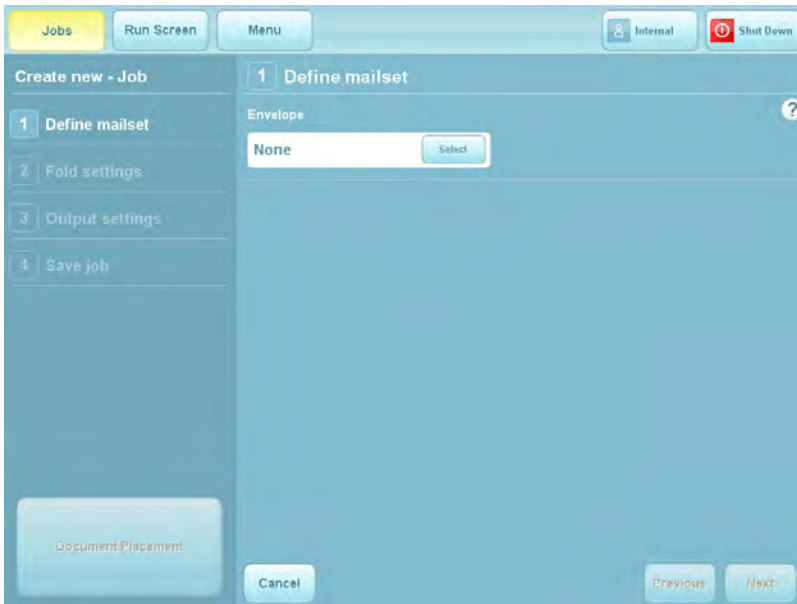 Jobs
Run Screen
Menu
Internal
Shut Down
Create new - Job
1 Define mailset
2 Fold settings
3 Output settings
4 Save job
Document Placement
1 Define mailset
Envelope
?
None
Select
Cancel
Previous
Next